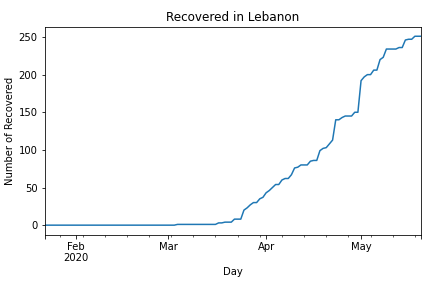 Recovered in Lebanon
Number of Recovered
250
200
150
100
50
0
Feb
2020
Mar
Apr
May
Day